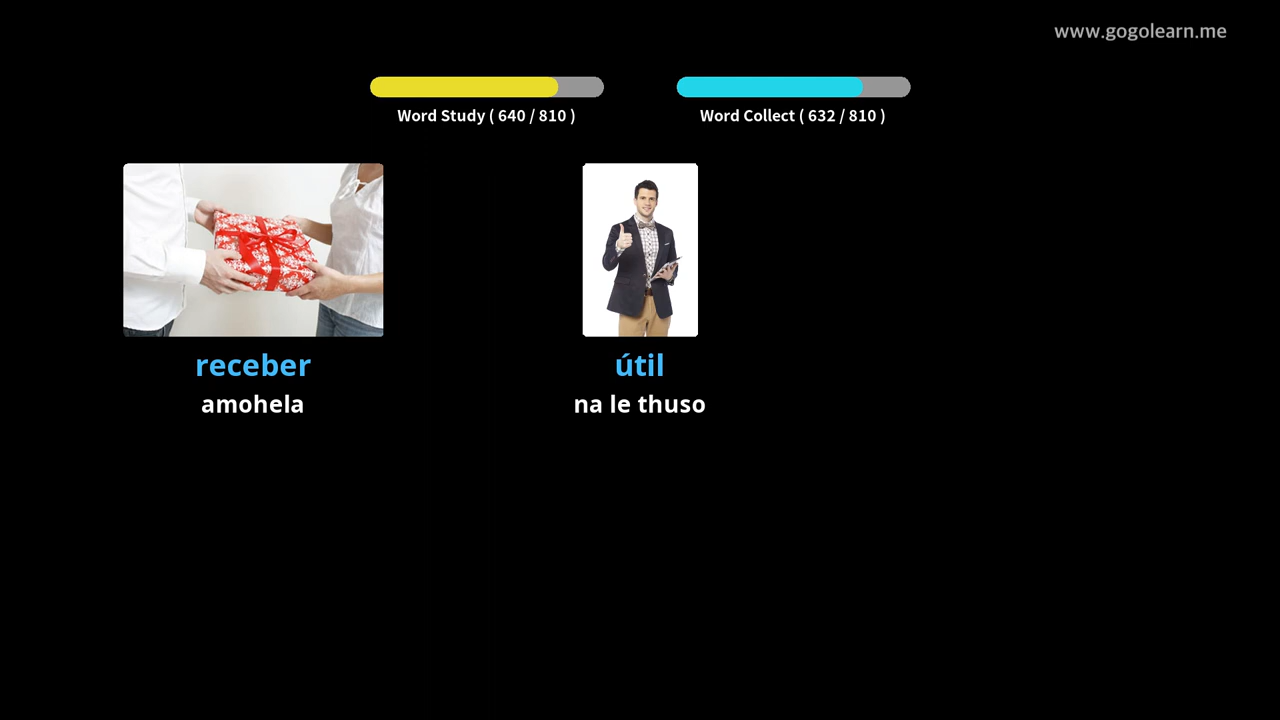 www.gogolearn.me
Word Study ( 640 / 810 )
Word Collect ( 632 / 810 )
receber
amohela
útil
na le thuso